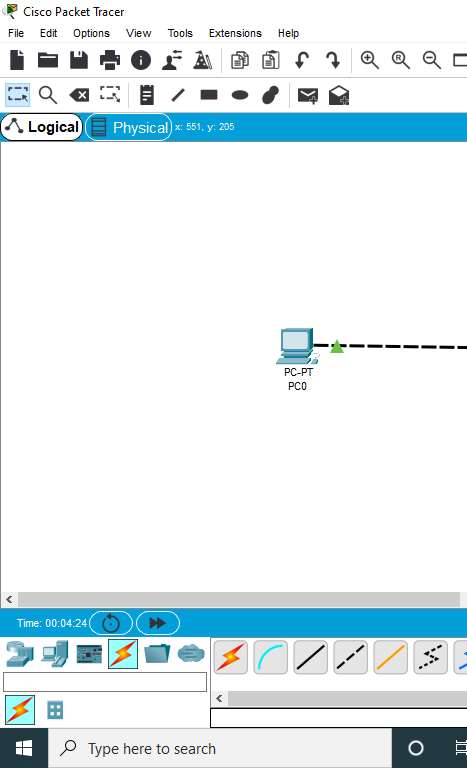 Cisco Packet Tracer
File Edit Options View Tools Extensions Help
Logical Physical x: 551, y: 205
PC-PT
PC0
Time: 00:04:24
Type here to search